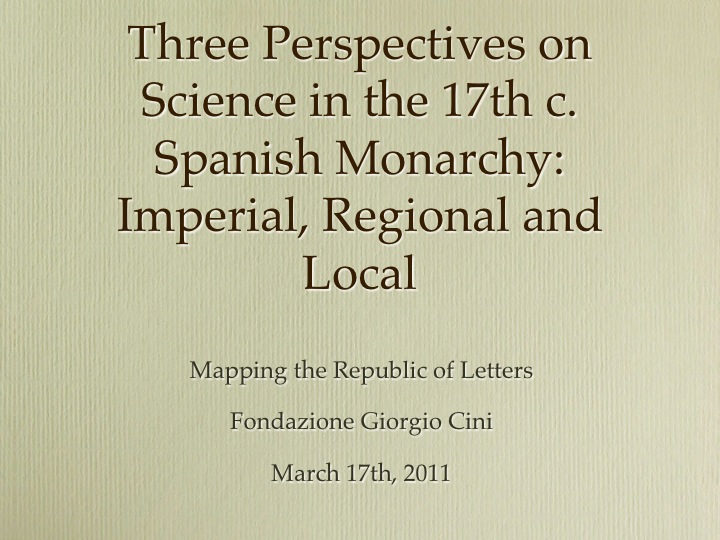 Three Perspectives on
Science in the 17th c.
Spanish Monarchy:
Imperial, Regional and
Local
Mapping the Republic of Letters
Fondazione Giorgio Cini
March 17th, 2011